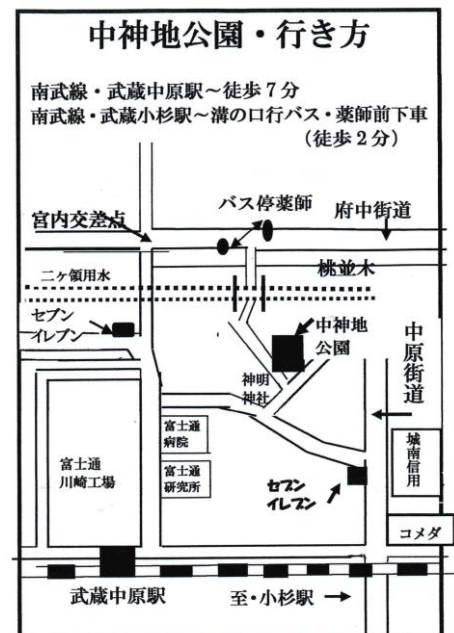 中神地公園・行き方
南武線・武蔵中原駅～徒歩7分
南武線・武蔵小杉駅～溝の口行バス・薬師前下車
（徒歩2分）
宮内交差点
バス停薬師
府中街道
二ヶ領用水
桃並木
セブン
イレブン
中神地
公園
中原街道
神明
神社
富士通
病院
富士通
川崎工場
富士通
研究所
セブン
イレブン
城南信用
コメダ
武蔵中原駅
至・小杉駅